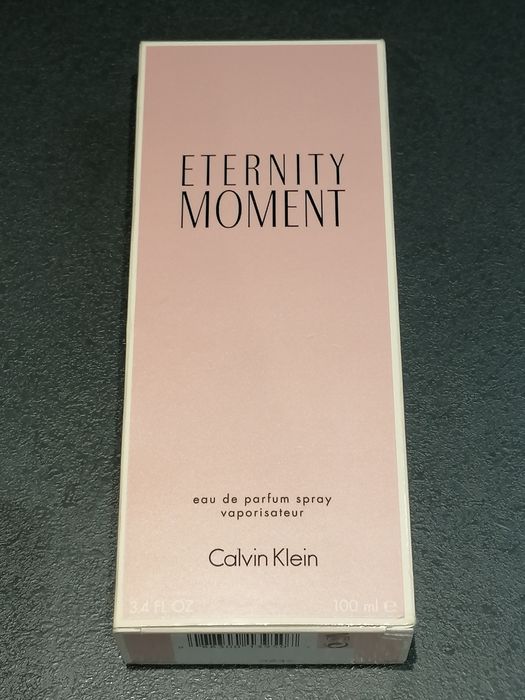 ETERNITY
MOMENT
eau de parfum spray
vaporisateur
Calvin Klein
3.4 FL OZ 100 ml e